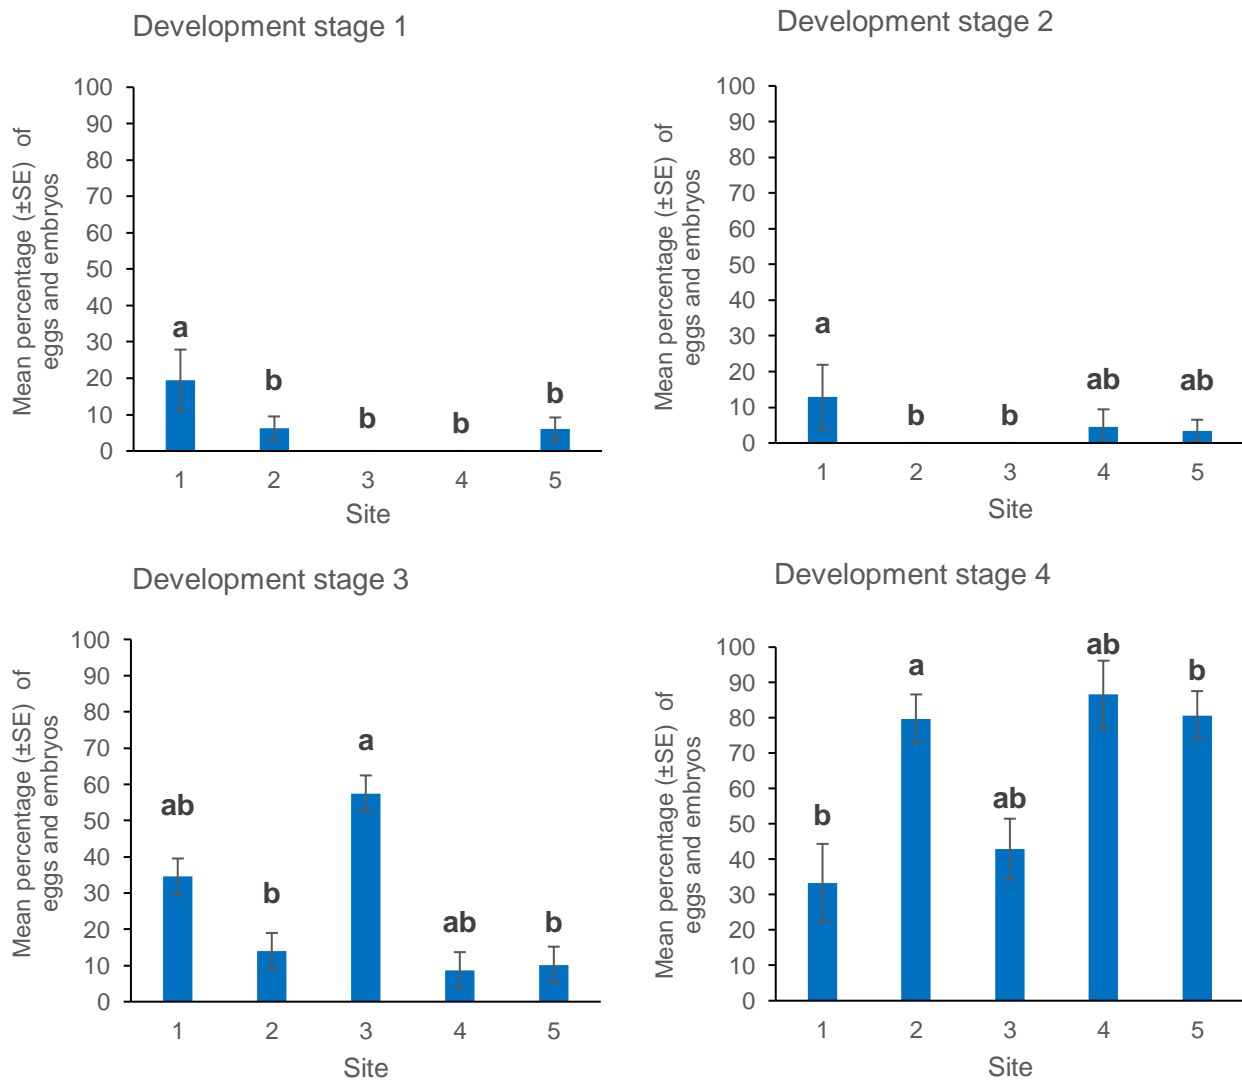 Development stage 1
Mean percentage (±SE) of
eggs and embryos
100
90
80
70
60
50
40
30
20
10
0
a
b
b
b
b
1 2 3 4 5
Site
Development stage 2
Mean percentage (±SE) of
eggs and embryos
100
90
80
70
60
50
40
30
20
10
0
a
b
b
ab
ab
1 2 3 4 5
Site
Development stage 3
Mean percentage (±SE) of
eggs and embryos
100
90
80
70
60
50
40
30
20
10
0
ab
b
a
ab
b
1 2 3 4 5
Site
Development stage 4
Mean percentage (±SE) of
eggs and embryos
100
90
80
70
60
50
40
30
20
10
0
b
a
ab
ab
b
1 2 3 4 5
Site